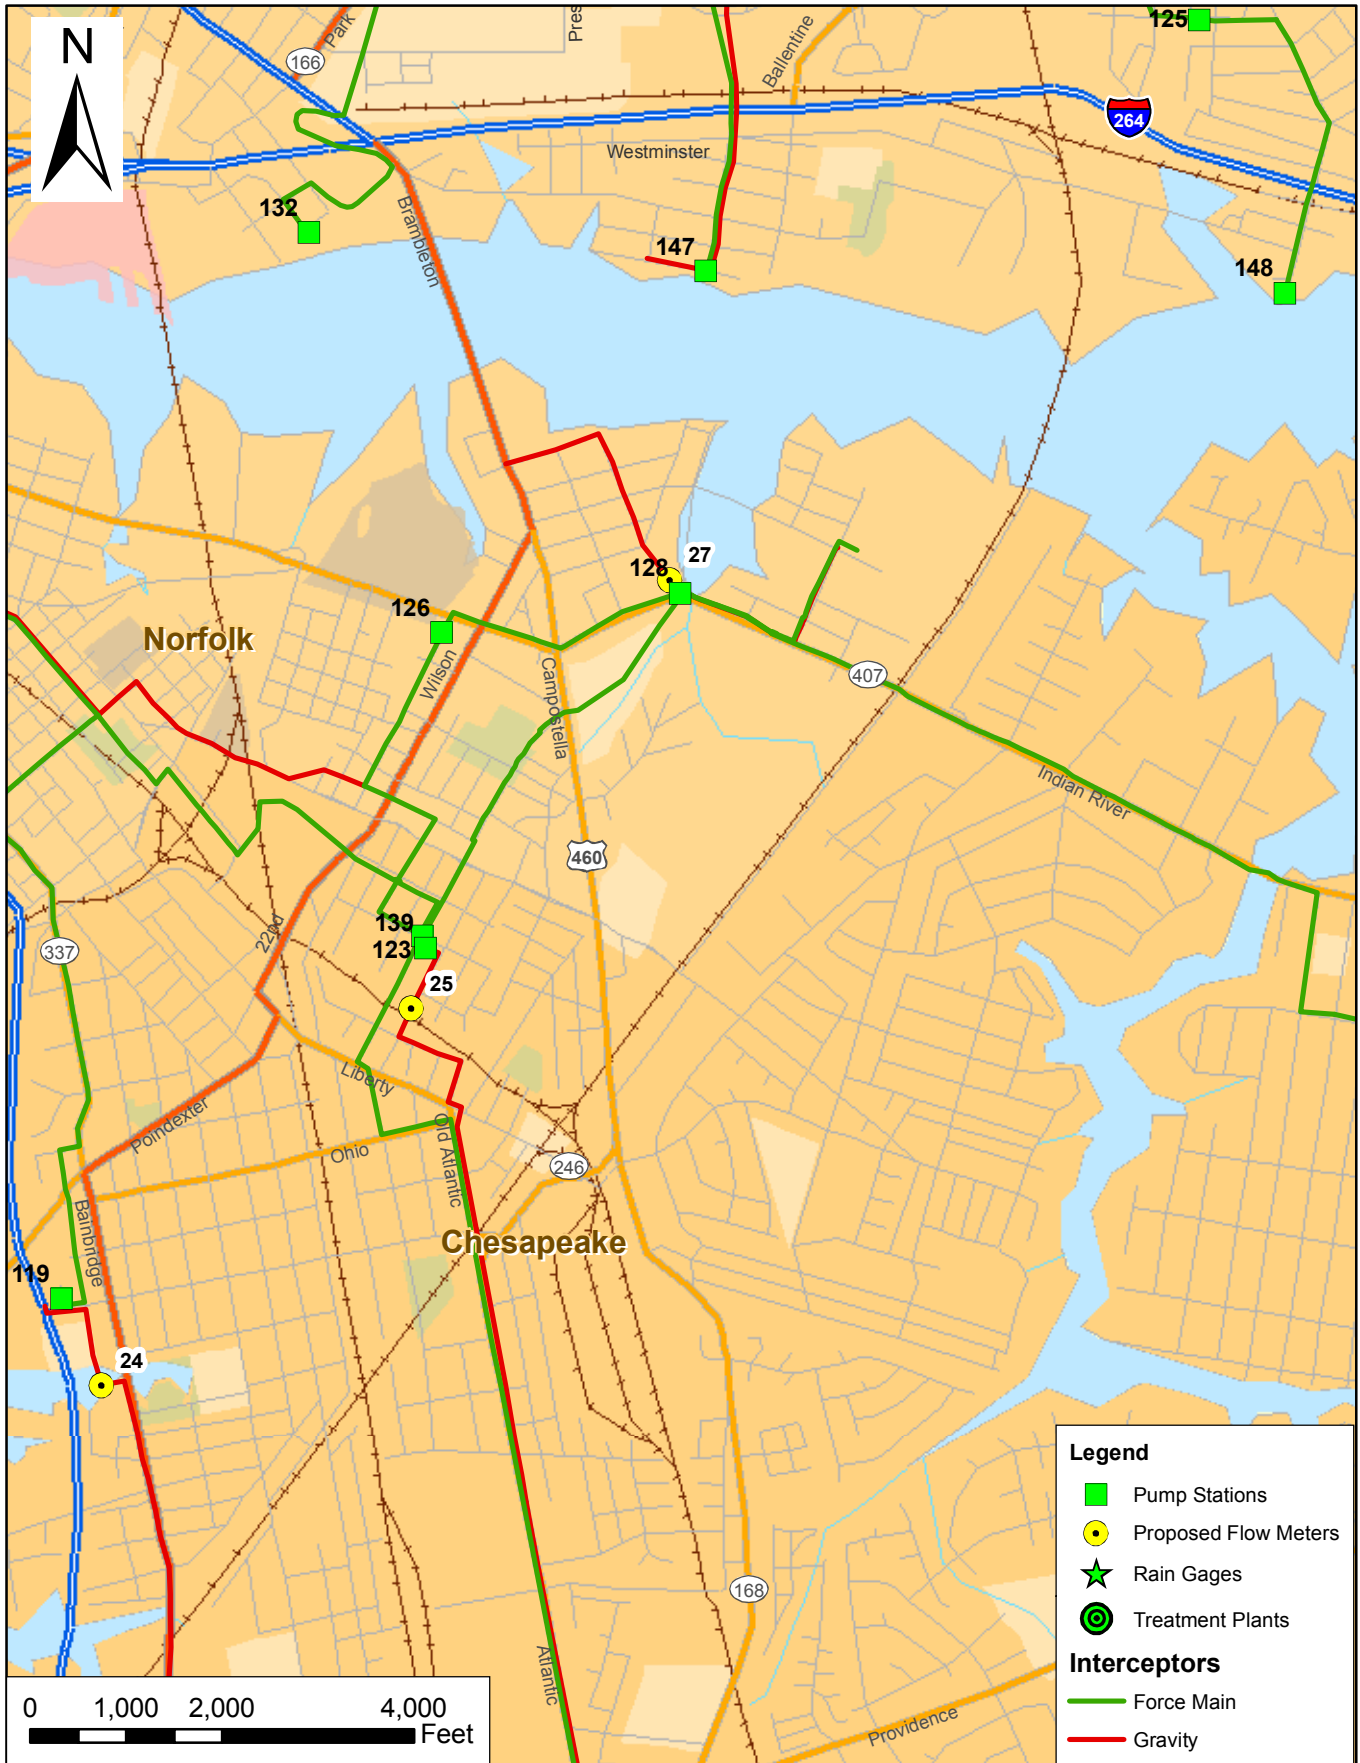 N
166
Park
Pres
Ballentine
125
264
Westminster
132
Brambleton
147
148
128
27
126
Norfolk
Wilson
Campostella
407
Indian River
460
139
123
22nd
337
25
Liberty
Poindexter
Ohio
Old Atlantic
246
Bainbridge
Chesapeake
119
24
168
Atlantic
Providence
Legend
Pump Stations
Proposed Flow Meters
Rain Gages
Treatment Plants
Interceptors
Force Main
Gravity
0 1,000 2,000 4,000
Feet